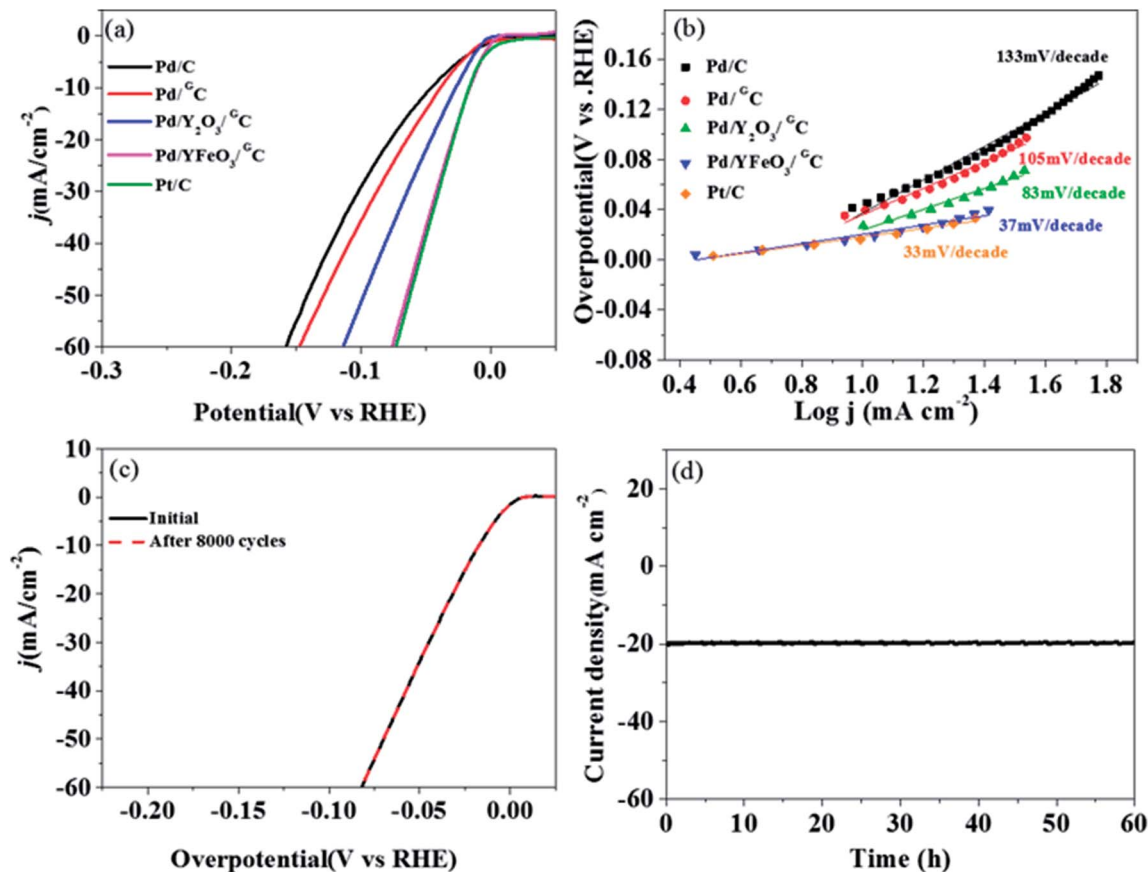 (a)
Pd/C
Pd/ᴳC
Pd/Y₂O₃/ᴳC
Pd/YFeO₃/ᴳC
Pt/C
j(mA/cm⁻²)
0
-10
-20
-30
-40
-50
-60
-0.3
-0.2
-0.1
0.0
Potential(V vs RHE)
(b)
Pd/C
Pd/ᴳC
Pd/Y₂O₃/ᴳC
Pd/YFeO₃/ᴳC
Pt/C
133mV/decade
105mV/decade
83mV/decade
37mV/decade
33mV/decade
Overpotential(V vs .RHE)
0.16
0.12
0.08
0.04
0.00
-0.04
-0.08
0.4
0.6
0.8
1.0
1.2
1.4
1.6
1.8
Log j (mA cm⁻²)
(c)
Initial
After 8000 cycles
j(mA/cm⁻²)
10
0
-10
-20
-30
-40
-50
-60
-0.20
-0.15
-0.10
-0.05
0.00
Overpotential(V vs RHE)
(d)
Current density(mA cm⁻²)
20
0
-20
-40
-60
0
10
20
30
40
50
60
Time (h)